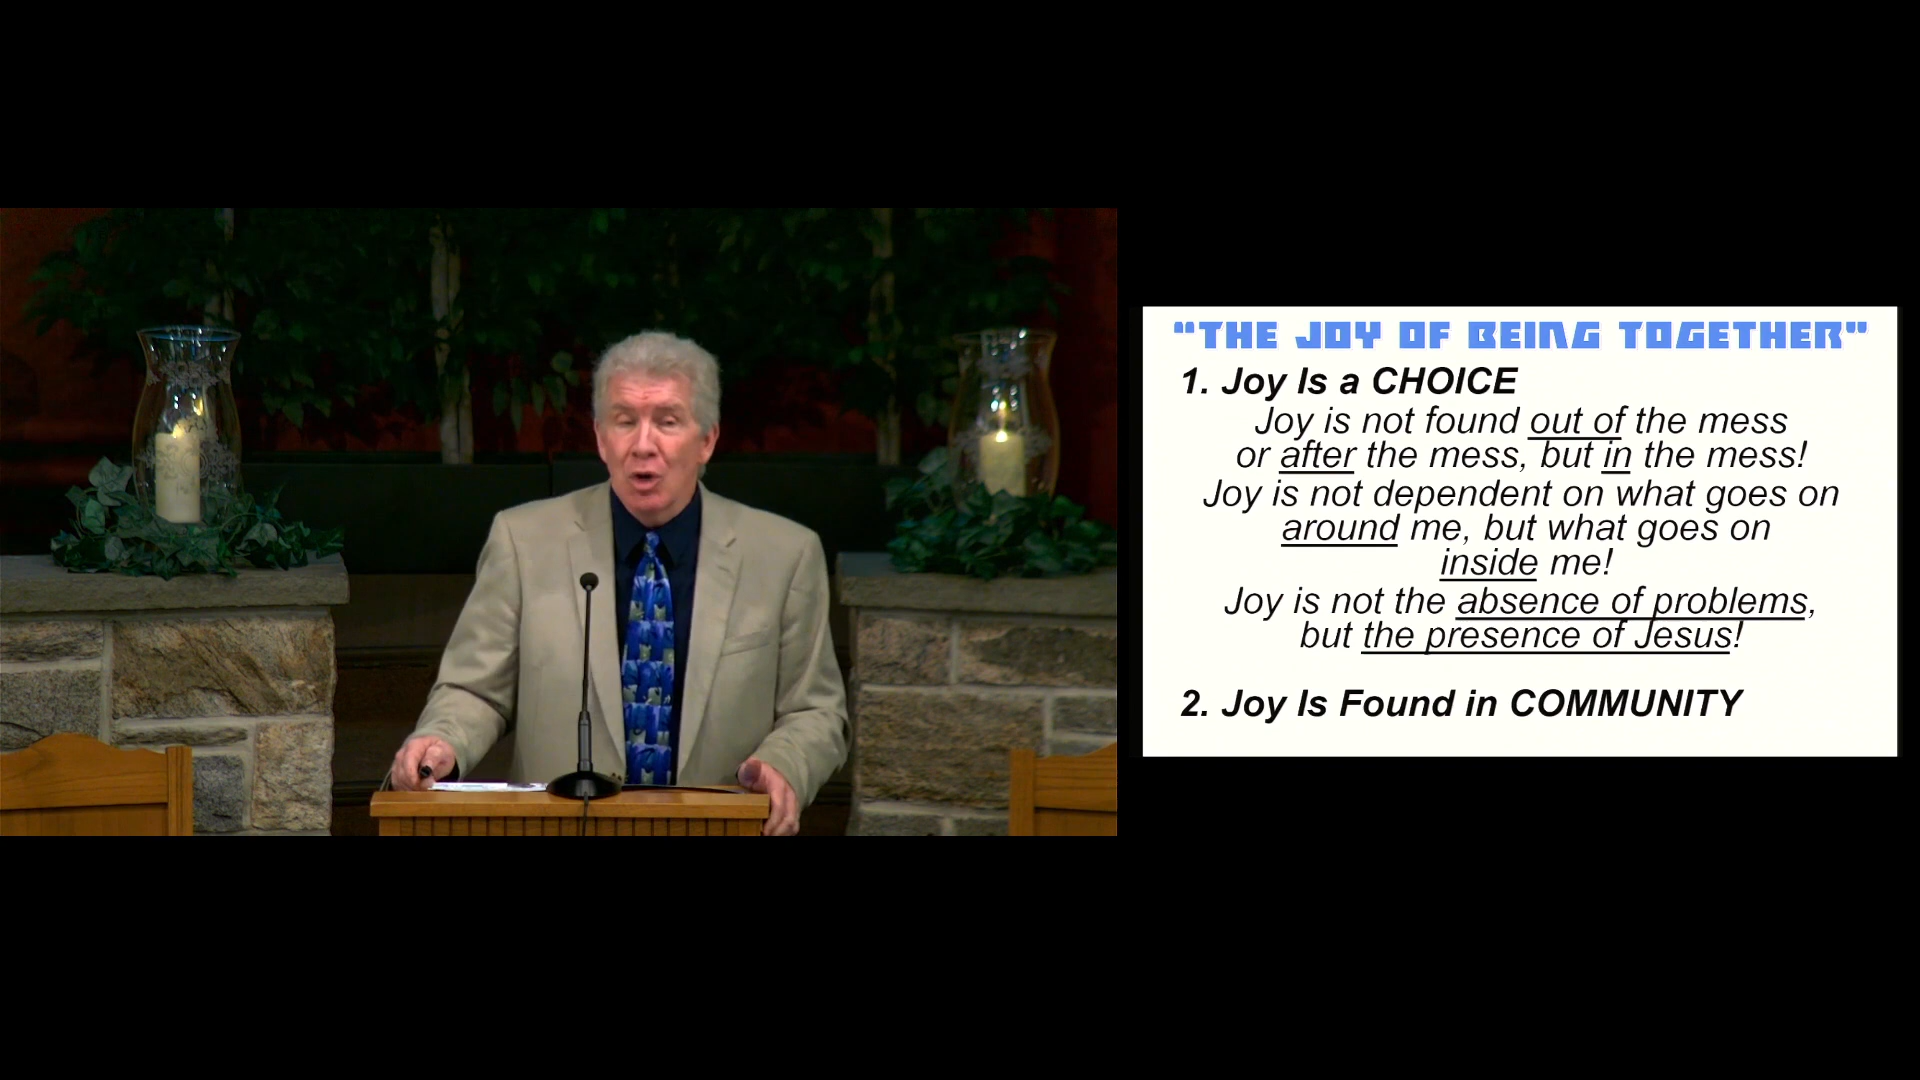 "THE JOY OF BEING TOGETHER"
1. Joy Is a CHOICE
Joy is not found out of the mess
or after the mess, but in the mess!
Joy is not dependent on what goes on
around me, but what goes on
inside me!
Joy is not the absence of problems,
but the presence of Jesus!
2. Joy Is Found in COMMUNITY